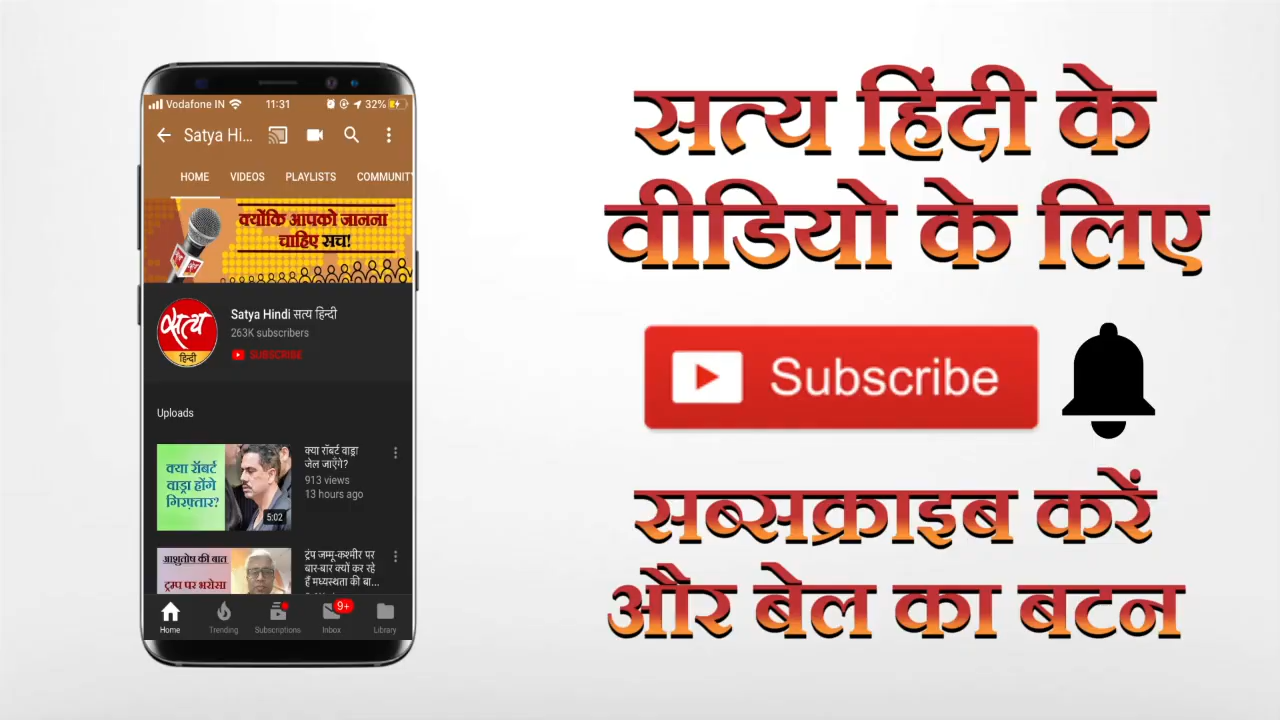 Vodafone IN 11:31 32%
Satya Hi...
HOME VIDEOS PLAYLISTS COMMUNITY
क्योंकि आपको जानना
चाहिए सच!
सत्य
हिन्दी
Satya Hindi सत्य हिन्दी
263K subscribers
SUBSCRIBE
Uploads
क्या रॉबर्ट
वाड्रा होंगे
गिरफ़्तार?
5:02
क्या रॉबर्ट वाड्रा
जेल जाएँगे?
913 views
13 hours ago
आशुतोष की बात
ट्रम्प पर भरोसा
ट्रंप जम्मू-कश्मीर पर
बार-बार क्यों कर रहे
हैं मध्यस्थता की बा...
9+
Home Trending Subscriptions Inbox Library
सत्य हिंदी के
वीडियो के लिए
Subscribe
सब्सक्राइब करें
और बेल का बटन